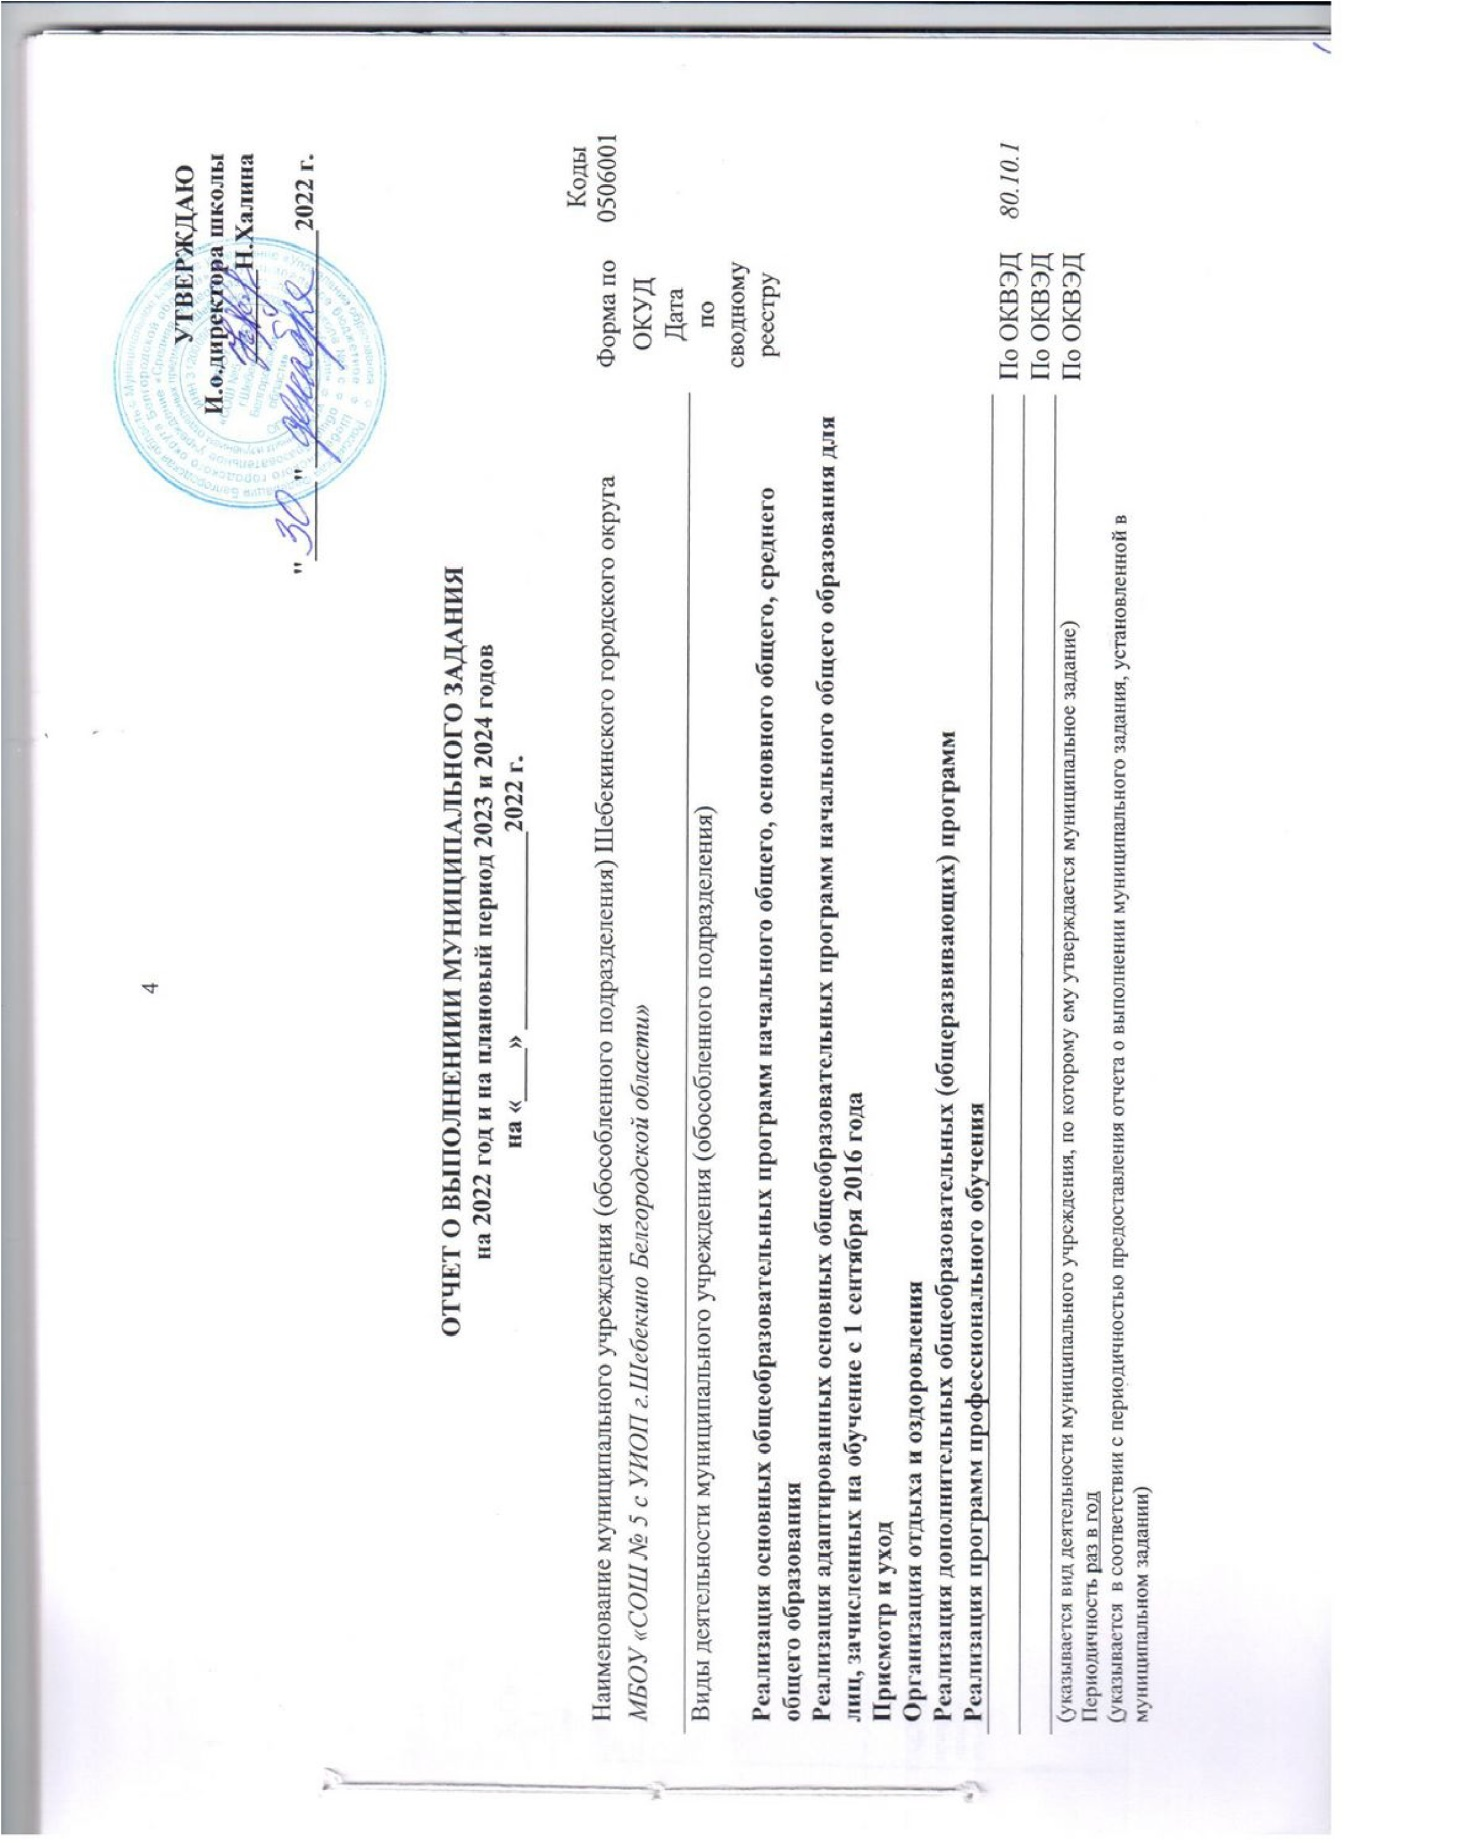 4
УТВЕРЖДАЮ
И.о.директора школы
Н.Халина
" 30 " декабря 2022 г.
ОТЧЕТ О ВЫПОЛНЕНИИ МУНИЦИПАЛЬНОГО ЗАДАНИЯ
на 2022 год и на плановый период 2023 и 2024 годов
на «____» ________________ 2022 г.
Коды
Наименование муниципального учреждения (обособленного подразделения) Шебекинского городского округа
МБОУ «СОШ № 5 с УИОП г.Шебекино Белгородской области»
Форма по ОКУД 0506001
Дата
по
сводному
реестру
Виды деятельности муниципального учреждения (обособленного подразделения)
Реализация основных общеобразовательных программ начального общего, основного общего, среднего
общего образования
Реализация адаптированных основных общеобразовательных программ начального общего образования для
лиц, зачисленных на обучение с 1 сентября 2016 года
Присмотр и уход
Организация отдыха и оздоровления
Реализация дополнительных общеобразовательных (общеразвивающих) программ
Реализация программ профессионального обучения
По ОКВЭД 80.10.1
По ОКВЭД
По ОКВЭД
(указывается вид деятельности муниципального учреждения, по которому ему утверждается муниципальное задание)
Периодичность раз в год
(указывается в соответствии с периодичностью предоставления отчета о выполнении муниципального задания, установленной в
муниципальном задании)